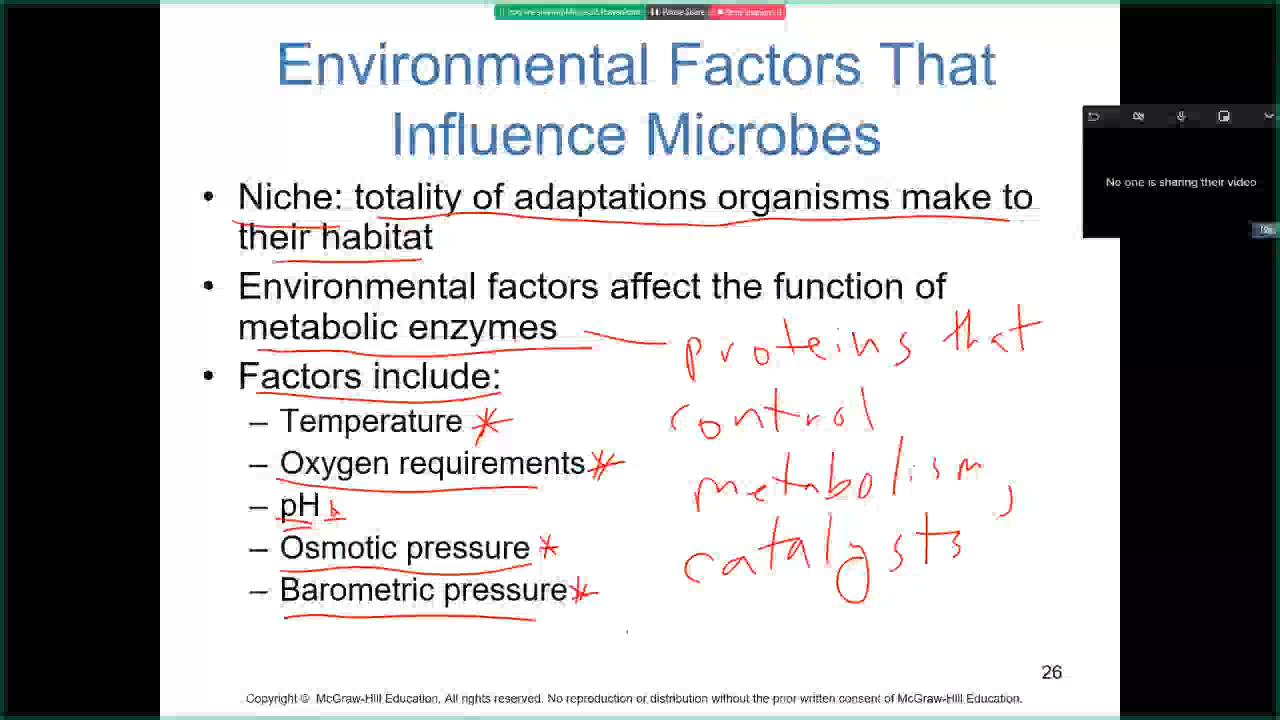 Pause Share
Environmental Factors That
Influence Microbes
• Niche: totality of adaptations organisms make to
their habitat
• Environmental factors affect the function of
metabolic enzymes
proteins that
control
metabolism,
catalysts
• Factors include:
– Temperature
– Oxygen requirements
– pH
– Osmotic pressure
– Barometric pressure
No one is sharing their video
26
Copyright © McGraw-Hill Education. All rights reserved. No reproduction or distribution without the prior written consent of McGraw-Hill Education.